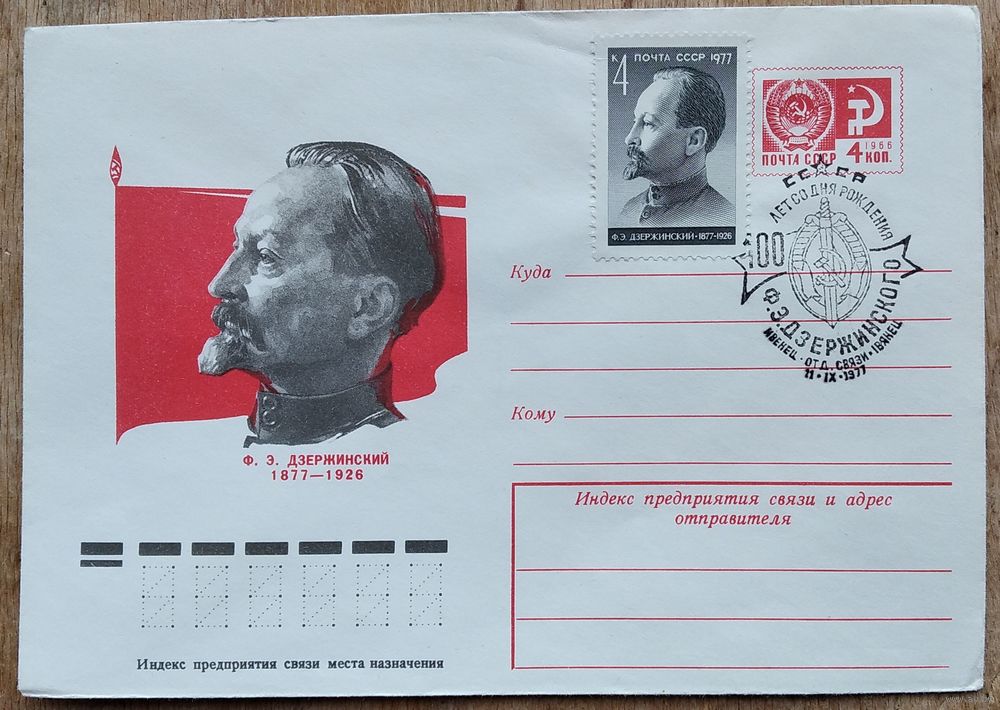 К 4 ПОЧТА СССР 1977
Ф.Э. ДЗЕРЖИНСКИЙ • 1877-1926
1966
ПОЧТА СССР 4 КОП.
СССР
100 ЛЕТ СО ДНЯ РОЖДЕНИЯ
Ф.Э.ДЗЕРЖИНСКОГО
ИВЕНЕЦ • ОТД. СВЯЗИ • ІВЯНЕЦ
11 • IX • 1977
Ф. Э. ДЗЕРЖИНСКИЙ
1877—1926
Куда
Кому
Индекс предприятия связи и адрес
отправителя
Индекс предприятия связи места назначения